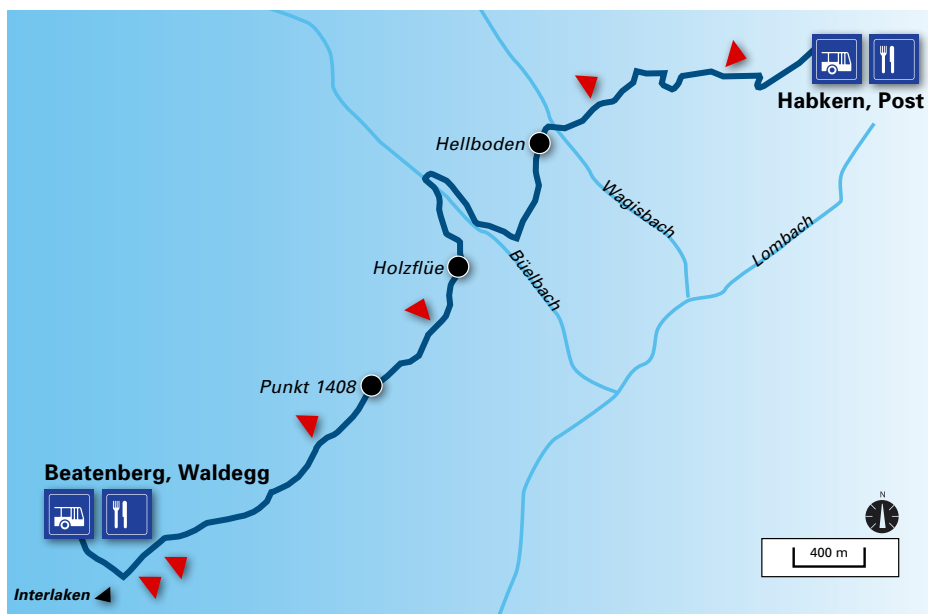 Habkern, Post
Hellboden
Wagisbach
Lombach
Holzflüe
Büelbach
Punkt 1408
Beatenberg, Waldegg
N
400 m
Interlaken